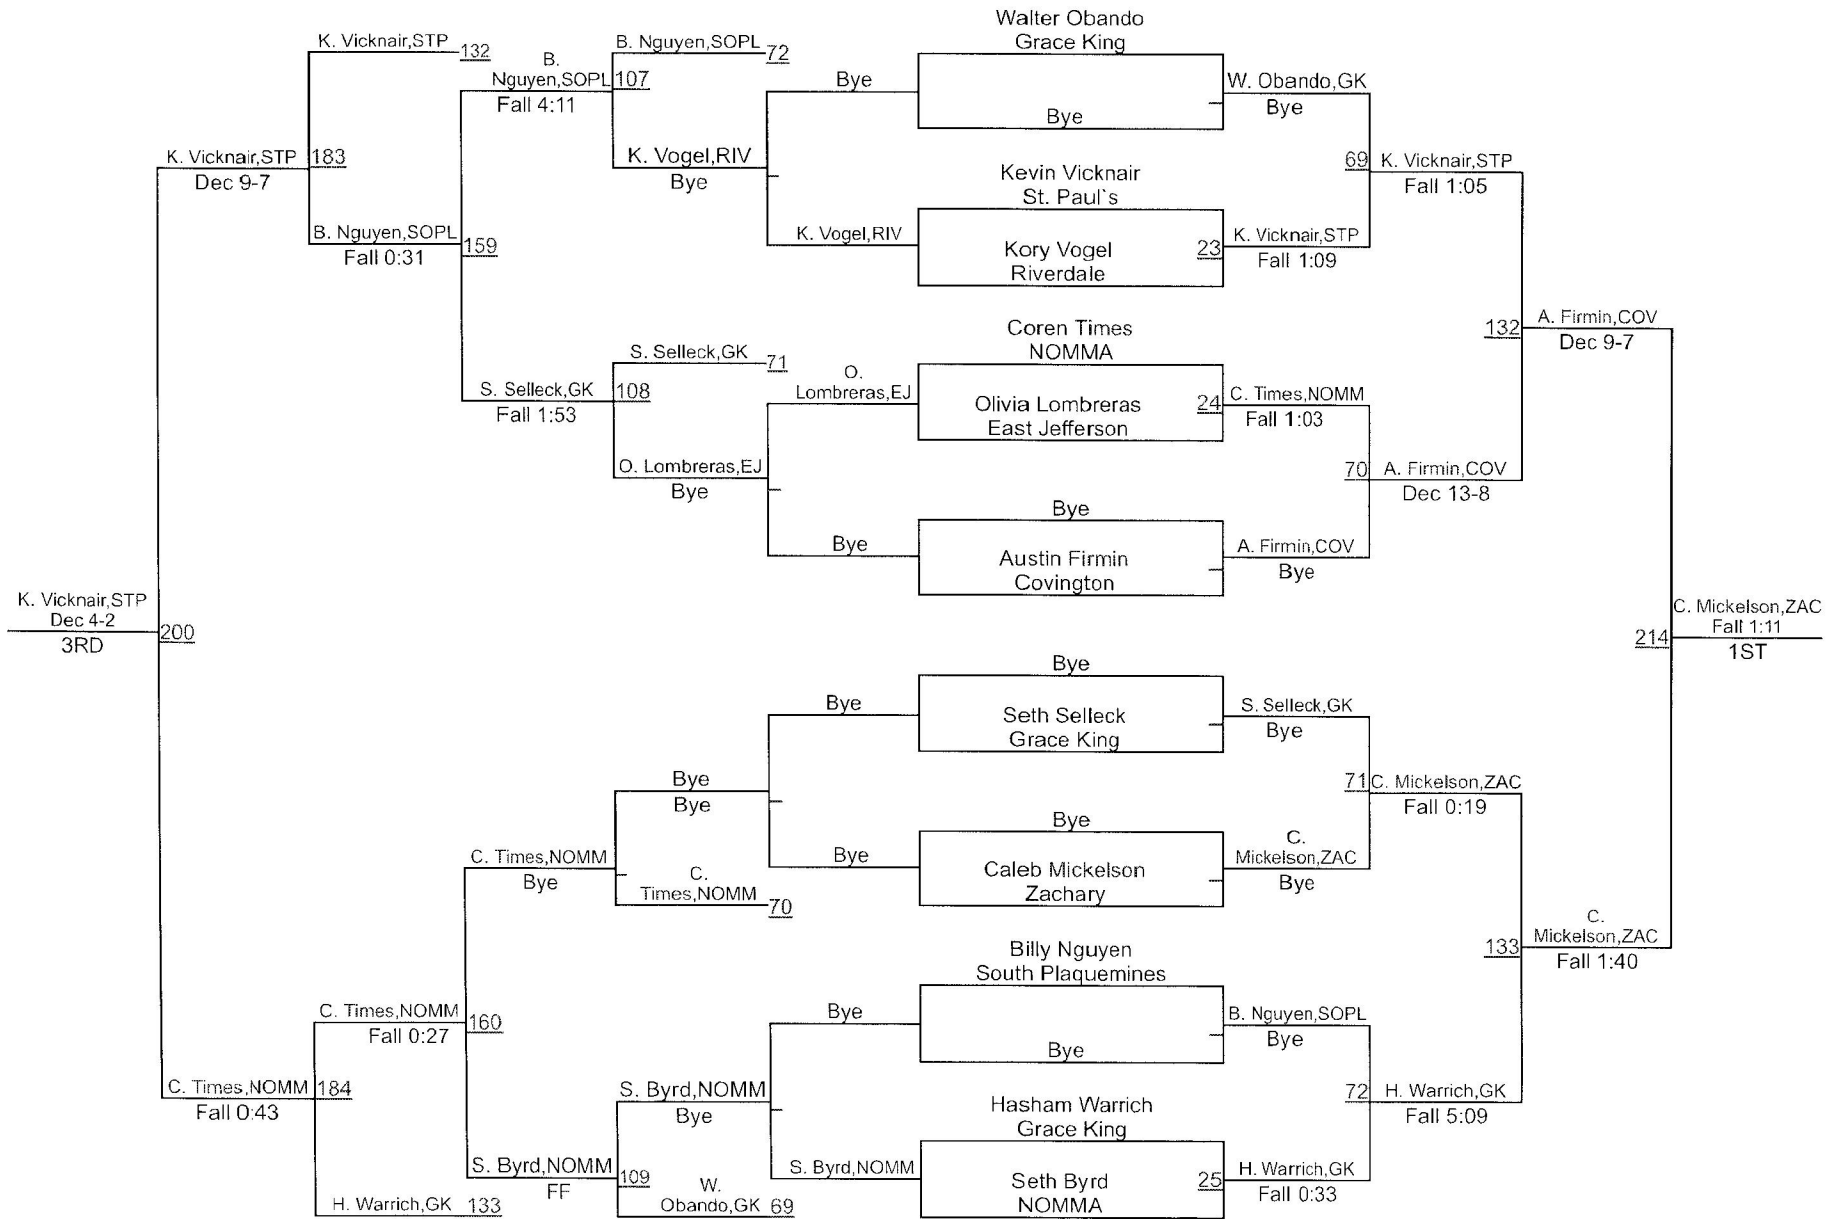 Walter Obando
Grace King
K. Vicknair,STP
132
B.
Nguyen,SOPL
107
Fall 4:11
B. Nguyen,SOPL
72
Bye
Bye
W. Obando,GK
Bye
K. Vicknair,STP
183
Dec 9-7
K. Vogel,RIV
Bye
Kevin Vicknair
St. Paul`s
69
K. Vicknair,STP
Fall 1:05
B. Nguyen,SOPL
159
Fall 0:31
K. Vogel,RIV
Kory Vogel
Riverdale
23
K. Vicknair,STP
Fall 1:09
Coren Times
NOMMA
132
A. Firmin,COV
Dec 9-7
S. Selleck,GK
71
S. Selleck,GK
108
Fall 1:53
O.
Lombreras,EJ
Olivia Lombreras
East Jefferson
24
C. Times,NOMM
Fall 1:03
O. Lombreras,EJ
Bye
70
A. Firmin,COV
Dec 13-8
Bye
Bye
Austin Firmin
Covington
A. Firmin,COV
Bye
K. Vicknair,STP
Dec 4-2
3RD
200
214
C. Mickelson,ZAC
Fall 1:11
1ST
Bye
Bye
Seth Selleck
Grace King
S. Selleck,GK
Bye
Bye
Bye
71
C. Mickelson,ZAC
Fall 0:19
Bye
Bye
Caleb Mickelson
Zachary
C.
Mickelson,ZAC
Bye
C. Times,NOMM
Bye
C.
Times,NOMM
70
133
C.
Mickelson,ZAC
Fall 1:40
Billy Nguyen
South Plaquemines
C. Times,NOMM
160
Fall 0:27
Bye
Bye
B. Nguyen,SOPL
Bye
C. Times,NOMM
184
Fall 0:43
S. Byrd,NOMM
Bye
Hasham Warrich
Grace King
72
H. Warrich,GK
Fall 5:09
S. Byrd,NOMM
109
FF
S. Byrd,NOMM
Seth Byrd
NOMMA
25
H. Warrich,GK
Fall 0:33
H. Warrich,GK
133
W.
Obando,GK
69